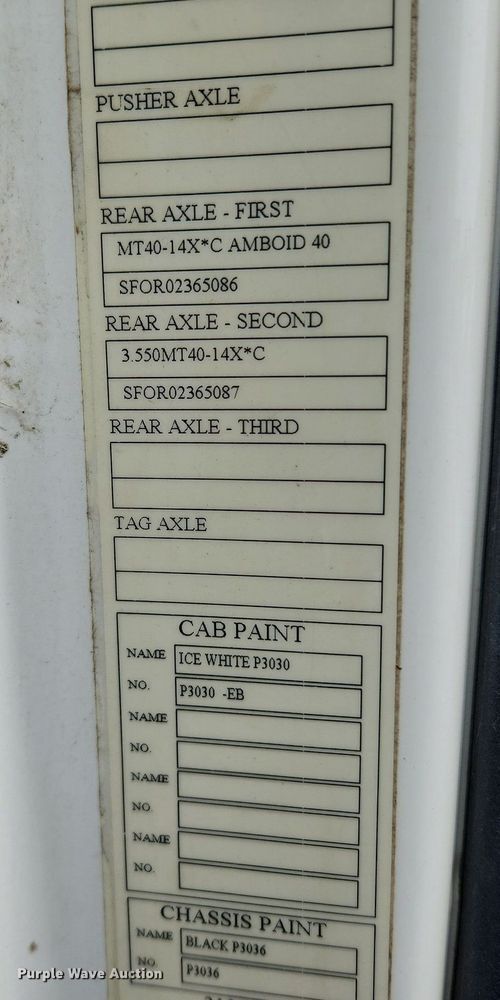 PUSHER AXLE
REAR AXLE - FIRST
MT40-14X*C AMBOID 40
SFOR02365086
REAR AXLE - SECOND
3.550MT40-14X*C
SFOR02365087
REAR AXLE - THIRD
TAG AXLE
CAB PAINT
NAME ICE WHITE P3030
NO. P3030 -EB
NAME
NO.
NAME
NO.
NAME
NO.
CHASSIS PAINT
NAME BLACK P3036
NO. P3036
Purple Wave Auction